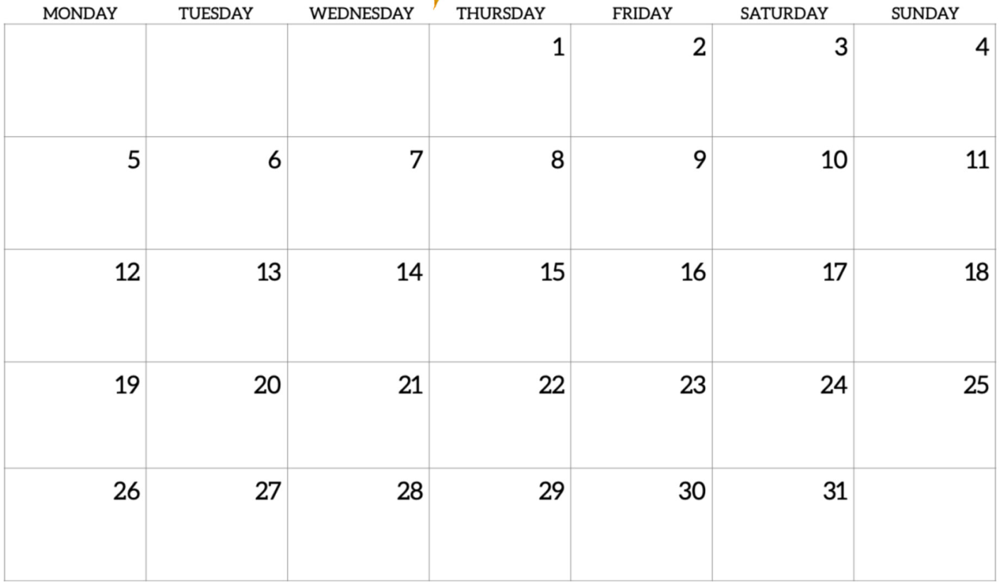 MONDAY TUESDAY WEDNESDAY THURSDAY FRIDAY SATURDAY SUNDAY
1 2 3 4
5 6 7 8 9 10 11
12 13 14 15 16 17 18
19 20 21 22 23 24 25
26 27 28 29 30 31